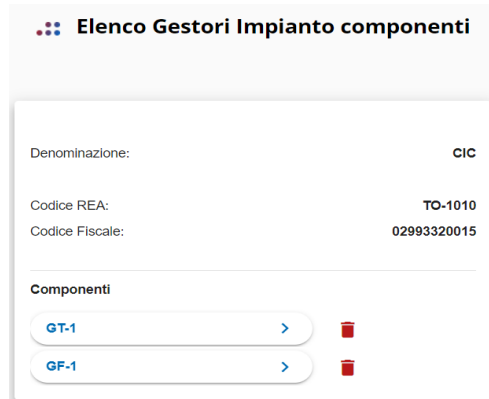 Elenco Gestori Impianto componenti
Denominazione: CIC
Codice REA: TO-1010
Codice Fiscale: 02993320015
Componenti
GT-1
GF-1